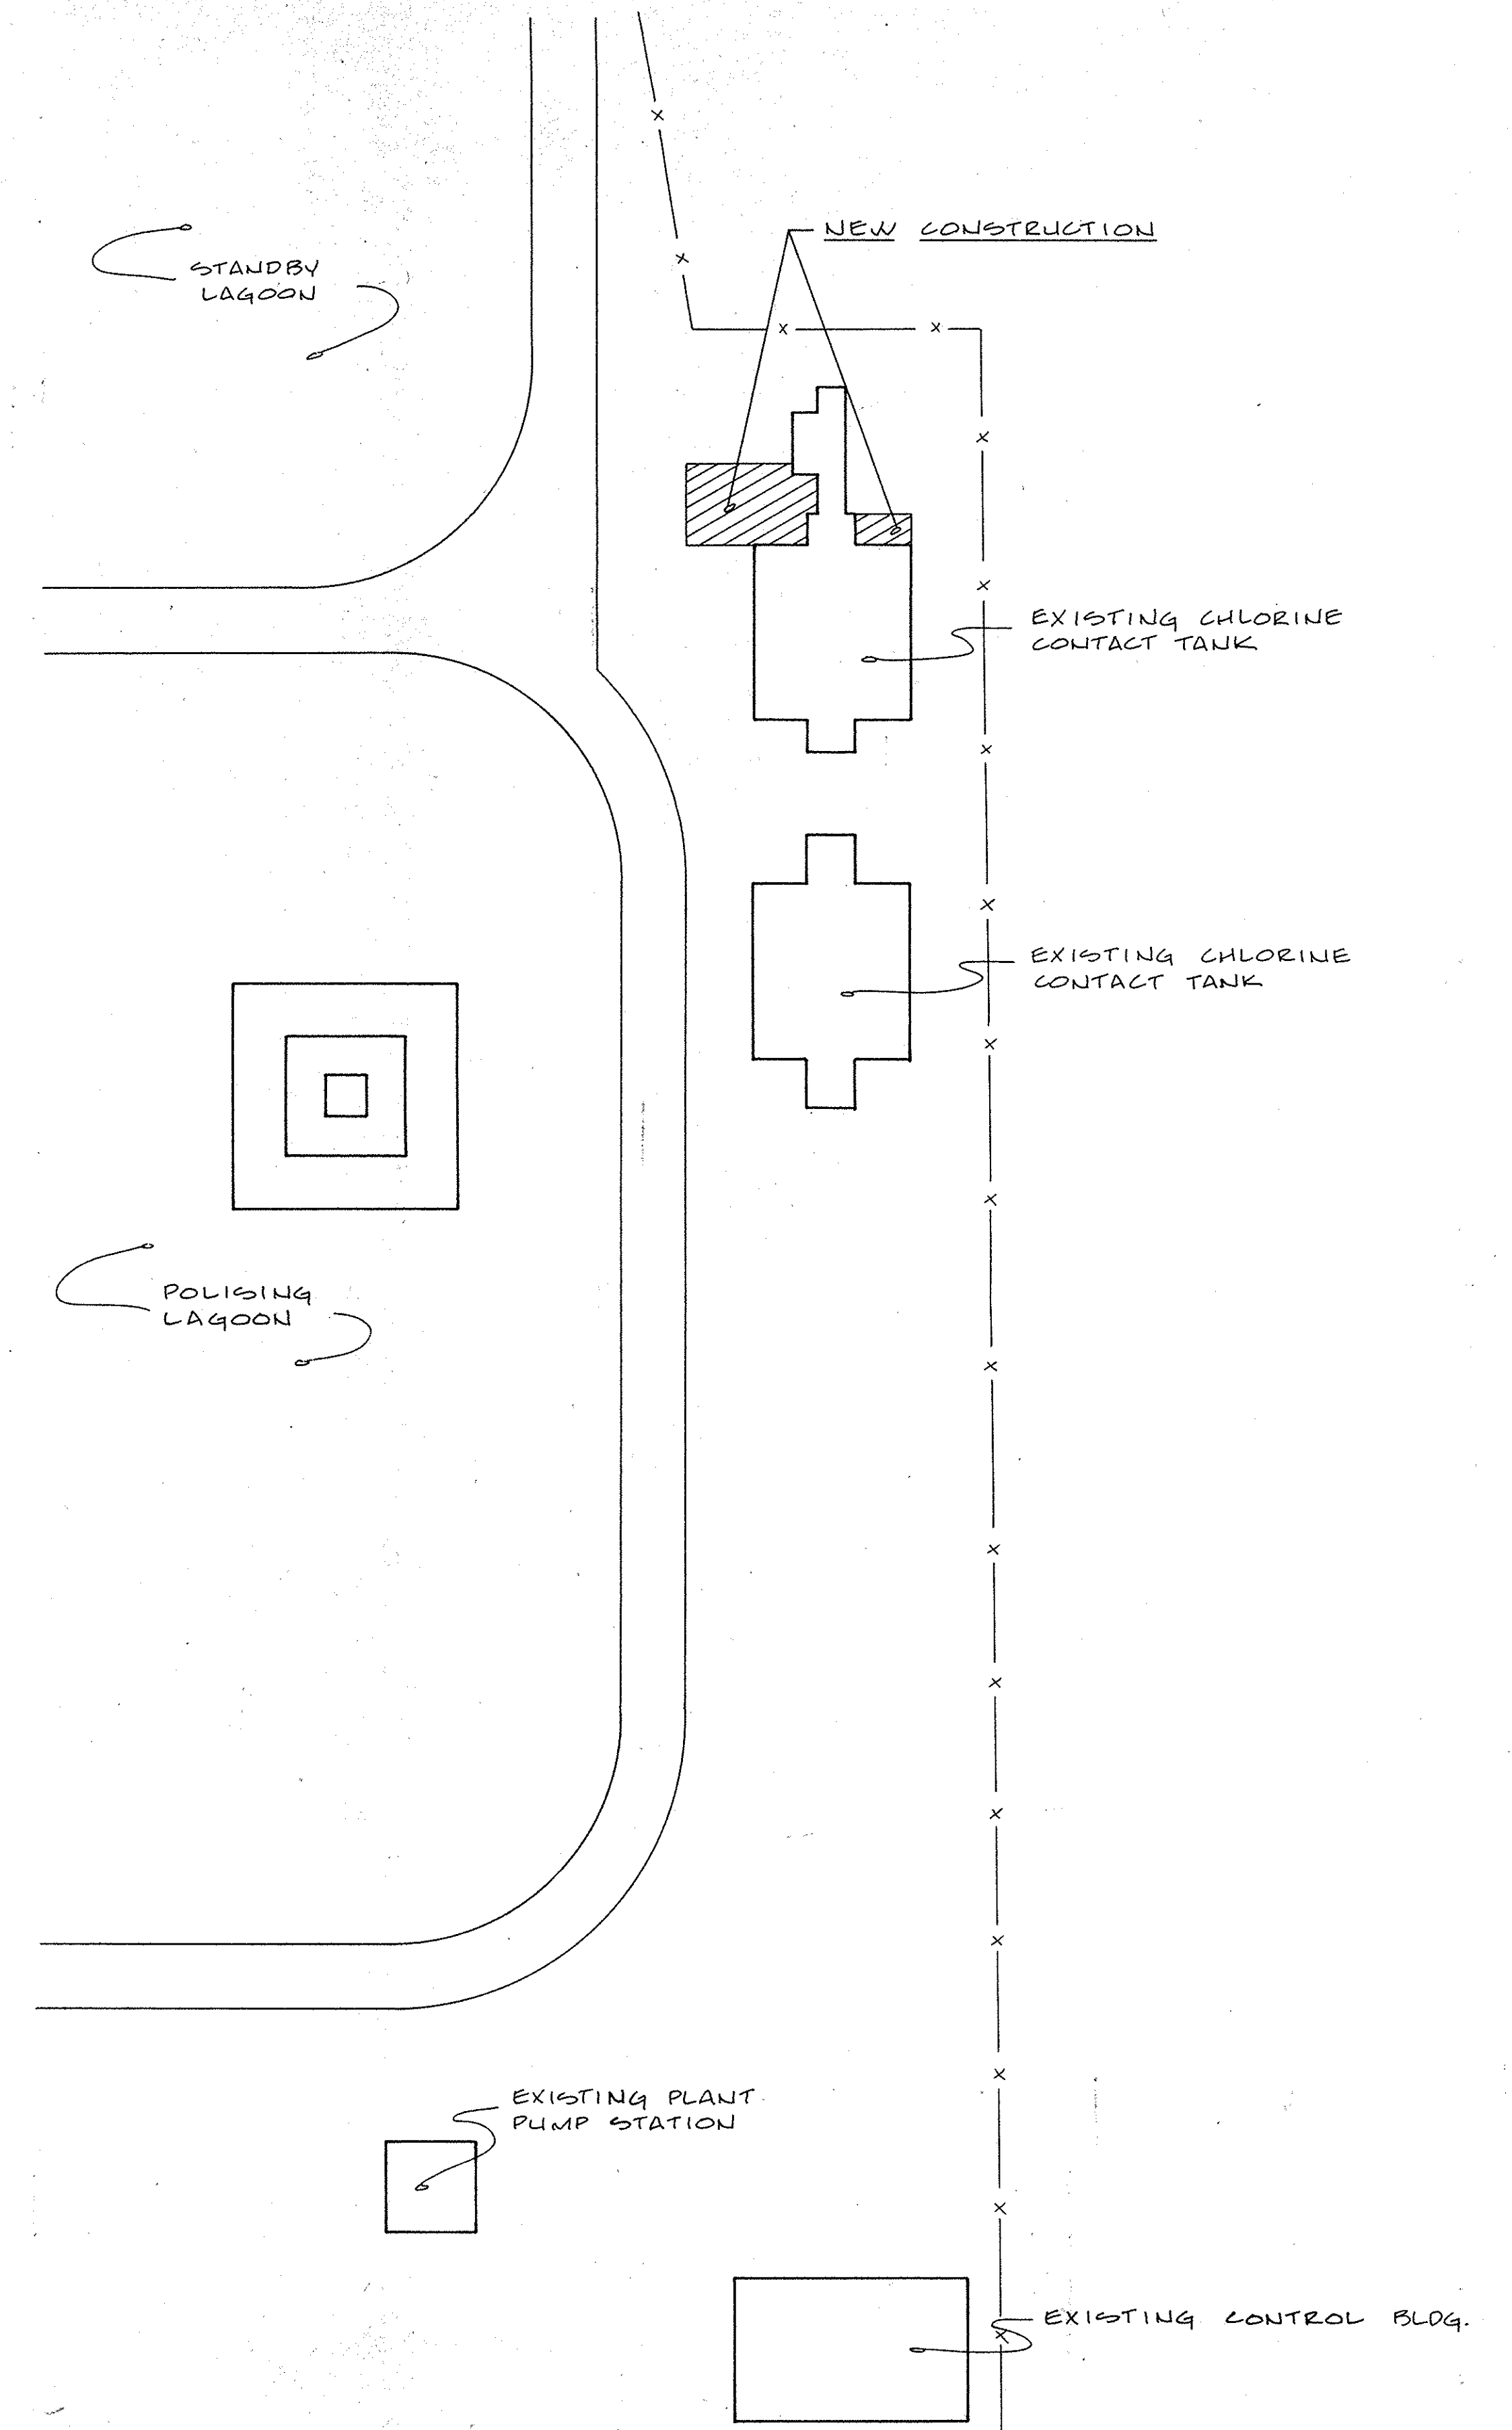 NEW CONSTRUCTION
STANDBY
LAGOON
EXISTING CHLORINE
CONTACT TANK
EXISTING CHLORINE
CONTACT TANK
POLISING
LAGOON
EXISTING PLANT
PUMP STATION
EXISTING CONTROL BLDG.